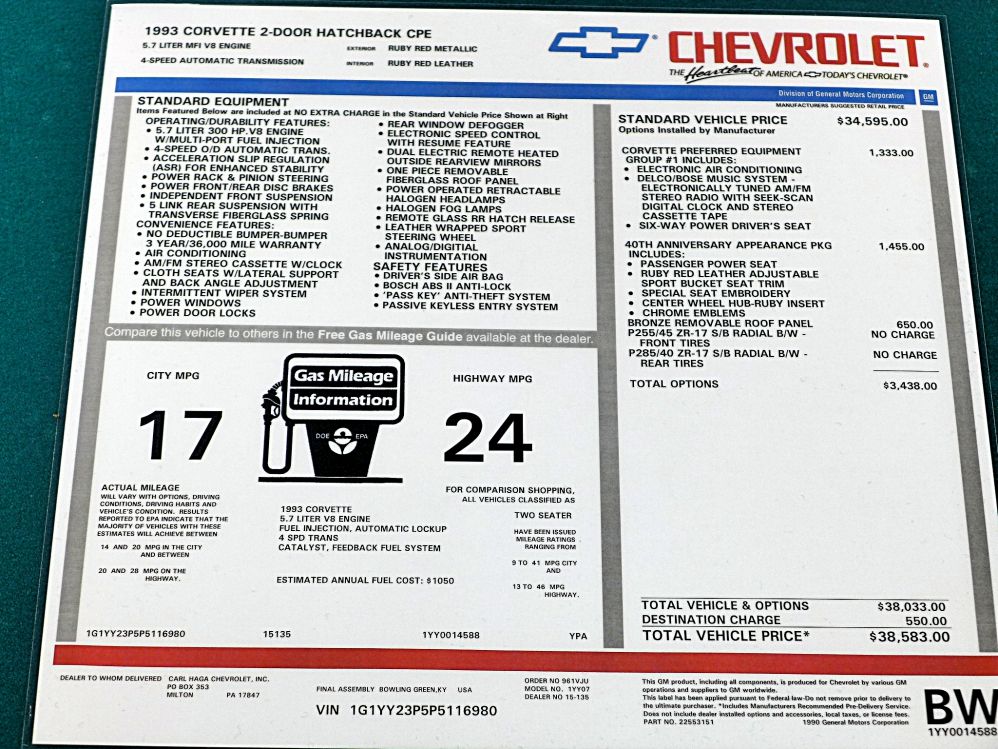 1993 CORVETTE 2-DOOR HATCHBACK CPE
5.7 LITER MFI V8 ENGINE
EXTERIOR RUBY RED METALLIC
4-SPEED AUTOMATIC TRANSMISSION
INTERIOR RUBY RED LEATHER
CHEVROLET
THE Heartbeat OF AMERICA TODAY'S CHEVROLET®
Division of General Motors Corporation
GM
MANUFACTURERS SUGGESTED RETAIL PRICE
STANDARD EQUIPMENT
Items Featured Below are included at NO EXTRA CHARGE in the Standard Vehicle Price Shown at Right
OPERATING/DURABILITY FEATURES:
• 5.7 LITER 300 HP.V8 ENGINE
W/MULTI-PORT FUEL INJECTION
• 4-SPEED O/D AUTOMATIC TRANS.
• ACCELERATION SLIP REGULATION
(ASR) FOR ENHANCED STABILITY
• POWER RACK & PINION STEERING
• POWER FRONT/REAR DISC BRAKES
• INDEPENDENT FRONT SUSPENSION
• 5 LINK REAR SUSPENSION WITH
TRANSVERSE FIBERGLASS SPRING
CONVENIENCE FEATURES:
• NO DEDUCTIBLE BUMPER-BUMPER
3 YEAR/36,000 MILE WARRANTY
• AIR CONDITIONING
• AM/FM STEREO CASSETTE W/CLOCK
• CLOTH SEATS W/LATERAL SUPPORT
AND BACK ANGLE ADJUSTMENT
• INTERMITTENT WIPER SYSTEM
• POWER WINDOWS
• POWER DOOR LOCKS
• REAR WINDOW DEFOGGER
• ELECTRONIC SPEED CONTROL
WITH RESUME FEATURE
• DUAL ELECTRIC REMOTE HEATED
OUTSIDE REARVIEW MIRRORS
• ONE PIECE REMOVABLE
FIBERGLASS ROOF PANEL
• POWER OPERATED RETRACTABLE
HALOGEN HEADLAMPS
• HALOGEN FOG LAMPS
• REMOTE GLASS RR HATCH RELEASE
• LEATHER WRAPPED SPORT
STEERING WHEEL
• ANALOG/DIGITIAL
INSTRUMENTATION
SAFETY FEATURES
• DRIVER'S SIDE AIR BAG
• BOSCH ABS II ANTI-LOCK
• 'PASS KEY' ANTI-THEFT SYSTEM
• PASSIVE KEYLESS ENTRY SYSTEM
STANDARD VEHICLE PRICE $34,595.00
Options Installed by Manufacturer
CORVETTE PREFERRED EQUIPMENT 1,333.00
GROUP #1 INCLUDES:
• ELECTRONIC AIR CONDITIONING
• DELCO/BOSE MUSIC SYSTEM -
ELECTRONICALLY TUNED AM/FM
STEREO RADIO WITH SEEK-SCAN
DIGITAL CLOCK AND STEREO
CASSETTE TAPE
• SIX-WAY POWER DRIVER'S SEAT
40TH ANNIVERSARY APPEARANCE PKG 1,455.00
INCLUDES:
• PASSENGER POWER SEAT
• RUBY RED LEATHER ADJUSTABLE
SPORT BUCKET SEAT TRIM
• SPECIAL SEAT EMBROIDERY
• CENTER WHEEL HUB-RUBY INSERT
• CHROME EMBLEMS
BRONZE REMOVABLE ROOF PANEL 650.00
P255/45 ZR-17 S/B RADIAL B/W - NO CHARGE
FRONT TIRES
P285/40 ZR-17 S/B RADIAL B/W - NO CHARGE
REAR TIRES
TOTAL OPTIONS $3,438.00
Compare this vehicle to others in the Free Gas Mileage Guide available at the dealer.
CITY MPG
17
Gas Mileage
Information
DOE EPA
HIGHWAY MPG
24
ACTUAL MILEAGE
WILL VARY WITH OPTIONS, DRIVING
CONDITIONS, DRIVING HABITS AND
VEHICLE'S CONDITION. RESULTS
REPORTED TO EPA INDICATE THAT THE
MAJORITY OF VEHICLES WITH THESE
ESTIMATES WILL ACHIEVE BETWEEN
14 AND 20 MPG IN THE CITY
AND BETWEEN
20 AND 28 MPG ON THE
HIGHWAY.
1993 CORVETTE
5.7 LITER V8 ENGINE
FUEL INJECTION, AUTOMATIC LOCKUP
4 SPD TRANS
CATALYST, FEEDBACK FUEL SYSTEM
ESTIMATED ANNUAL FUEL COST: $1050
FOR COMPARISON SHOPPING,
ALL VEHICLES CLASSIFIED AS
TWO SEATER
HAVE BEEN ISSUED
MILEAGE RATINGS
RANGING FROM
9 TO 41 MPG CITY
AND
13 TO 46 MPG
HIGHWAY.
1G1YY23P5P5116980 15135 1YY0014588 YPA
TOTAL VEHICLE & OPTIONS $38,033.00
DESTINATION CHARGE 550.00
TOTAL VEHICLE PRICE* $38,583.00
DEALER TO WHOM DELIVERED CARL HAGA CHEVROLET, INC.
PO BOX 353
MILTON PA 17847
FINAL ASSEMBLY BOWLING GREEN,KY USA
VIN 1G1YY23P5P5116980
ORDER NO 961VJU
MODEL NO. 1YY07
DEALER NO 15-135
This GM product, including all components, is produced for Chevrolet by various GM
operations and suppliers to GM worldwide.
This label has been applied pursuant to Federal law-Do not remove prior to delivery to
the ultimate purchaser. *Includes Manufacturers Recommended Pre-Delivery Service.
Does not include dealer installed options and accessories, local taxes, or license fees.
PART NO. 22553151 1990 General Motors Corporation
BW
1YY0014588